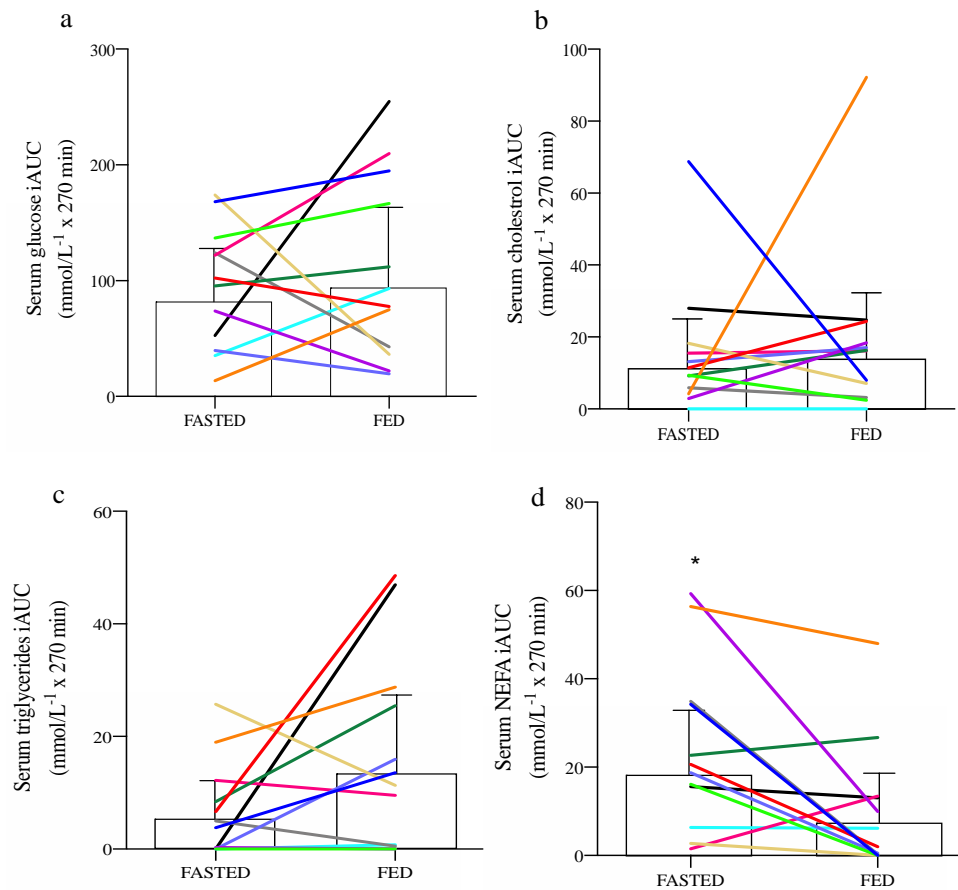 a
300
200
100
0
Serum glucose iAUC
(mmol/L⁻¹ x 270 min)
FASTED
FED
b
100
80
60
40
20
0
Serum cholestrol iAUC
(mmol/L⁻¹ x 270 min)
FASTED
FED
c
60
40
20
0
Serum triglycerides iAUC
(mmol/L⁻¹ x 270 min)
FASTED
FED
d
80
60
40
20
0
*
Serum NEFA iAUC
(mmol/L⁻¹ x 270 min)
FASTED
FED